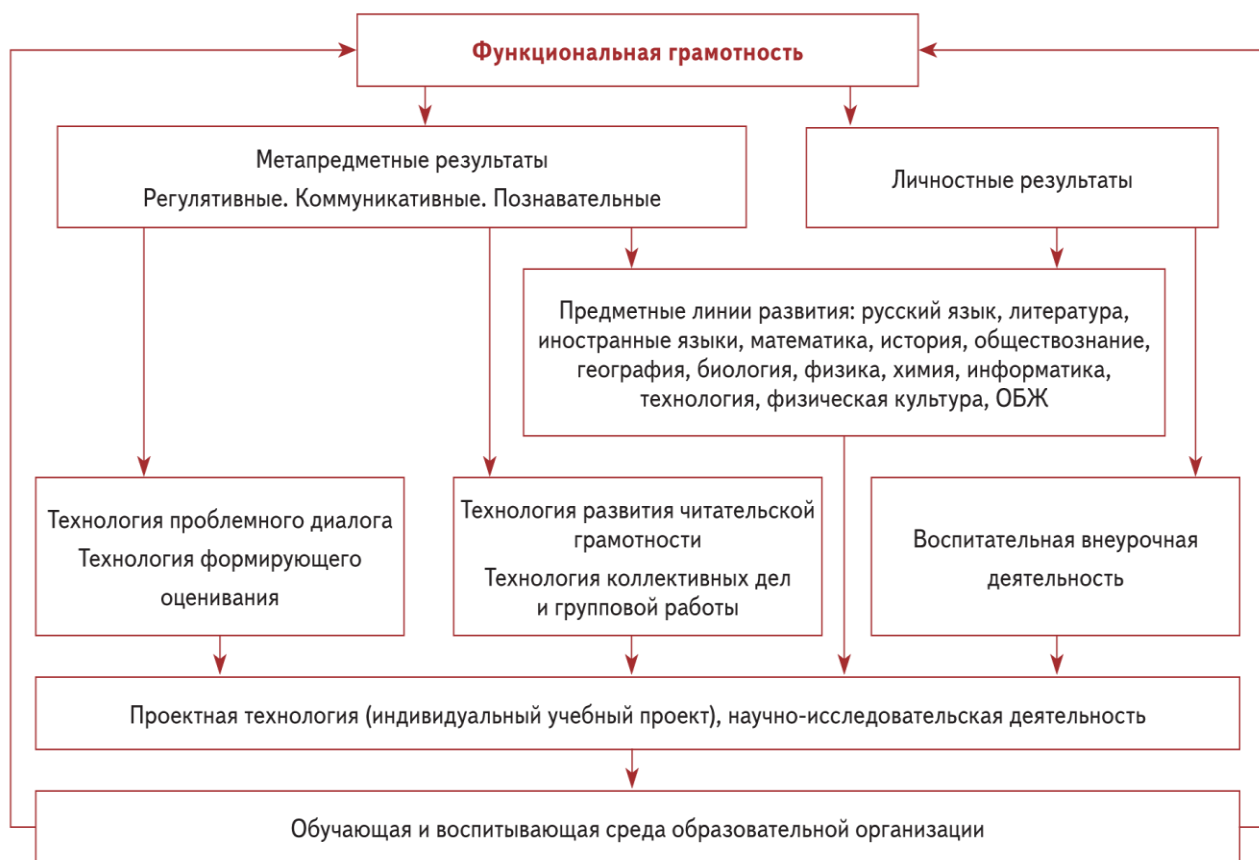 Функциональная грамотность
Метапредметные результаты
Регулятивные. Коммуникативные. Познавательные
Личностные результаты
Предметные линии развития: русский язык, литература,
иностранные языки, математика, история, обществознание,
география, биология, физика, химия, информатика,
технология, физическая культура, ОБЖ
Технология проблемного диалога
Технология формирующего
оценивания
Технология развития читательской
грамотности
Технология коллективных дел
и групповой работы
Воспитательная внеурочная
деятельность
Проектная технология (индивидуальный учебный проект), научно-исследовательская деятельность
Обучающая и воспитывающая среда образовательной организации